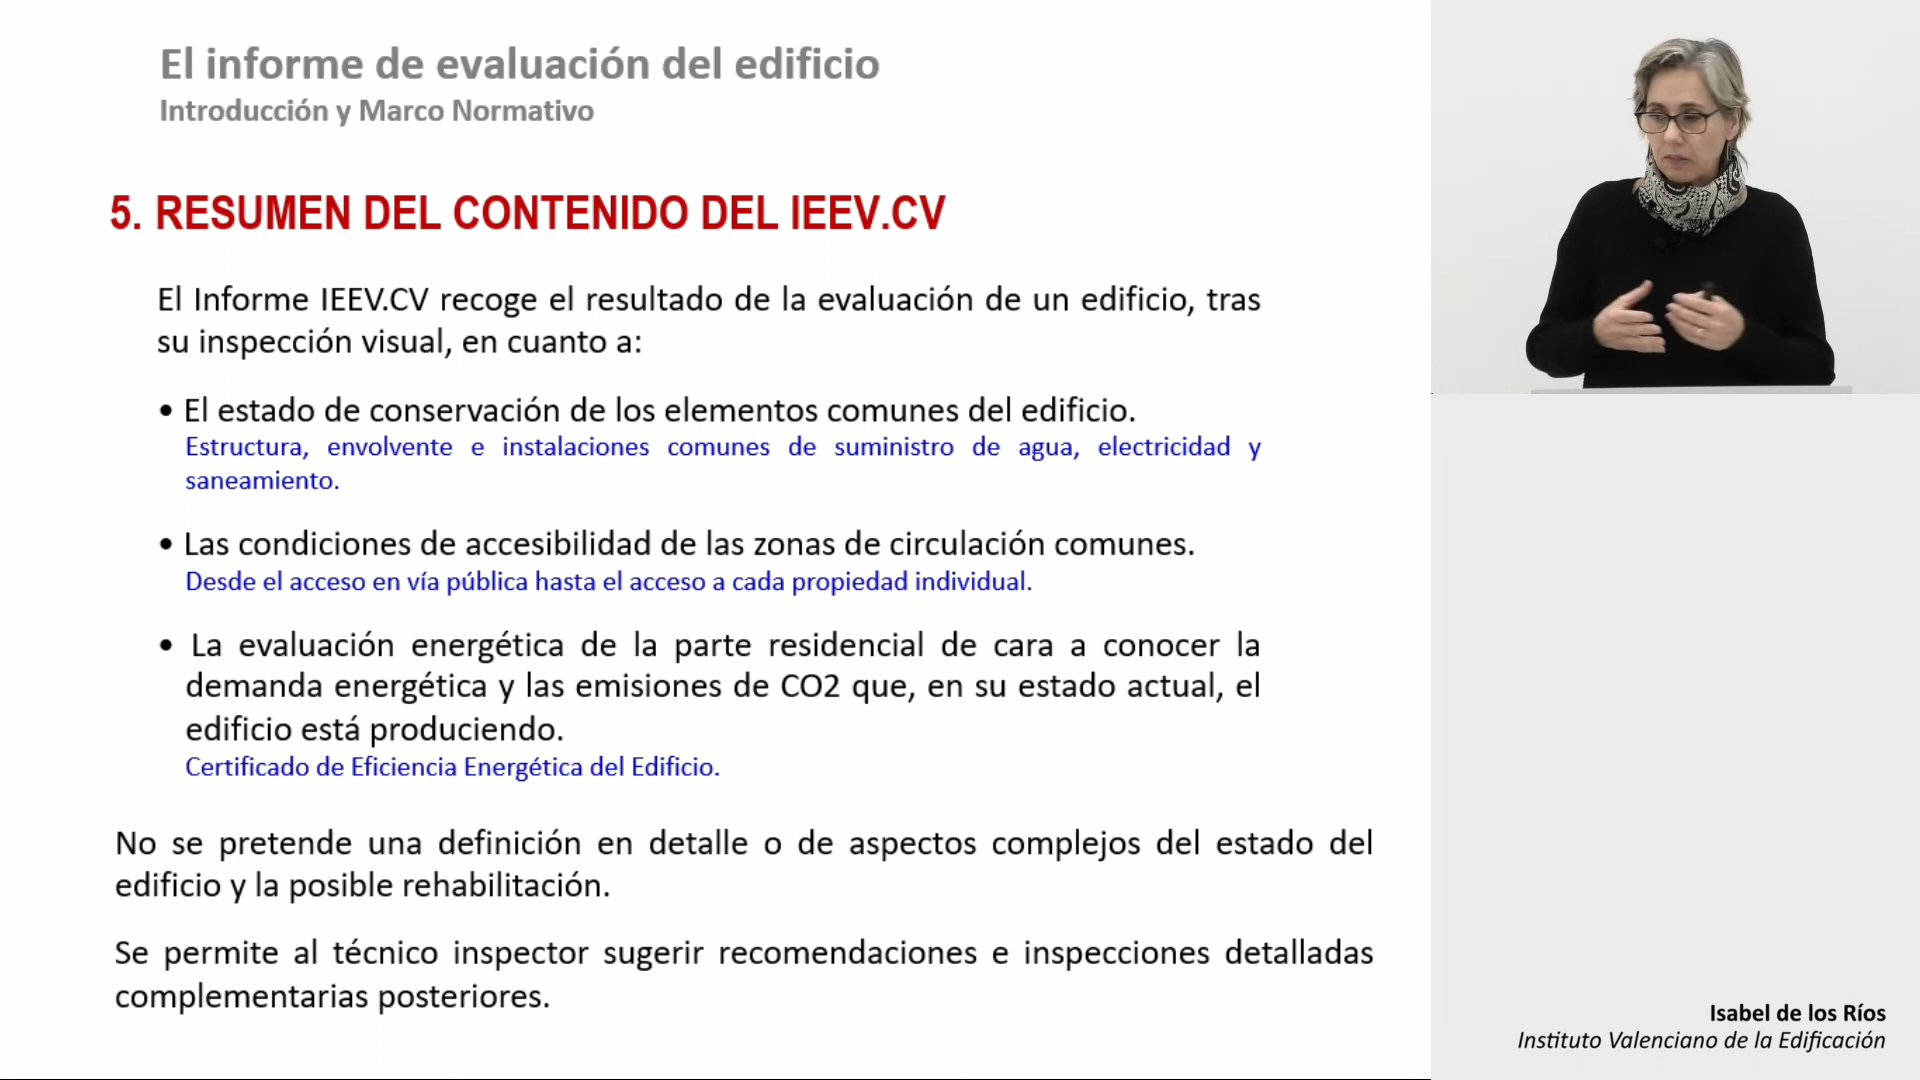 El informe de evaluación del edificio
Introducción y Marco Normativo
5. RESUMEN DEL CONTENIDO DEL IEEV.CV
El Informe IEEV.CV recoge el resultado de la evaluación de un edificio, tras
su inspección visual, en cuanto a:
• El estado de conservación de los elementos comunes del edificio.
Estructura, envolvente e instalaciones comunes de suministro de agua, electricidad y
saneamiento.
• Las condiciones de accesibilidad de las zonas de circulación comunes.
Desde el acceso en vía pública hasta el acceso a cada propiedad individual.
• La evaluación energética de la parte residencial de cara a conocer la
demanda energética y las emisiones de CO2 que, en su estado actual, el
edificio está produciendo.
Certificado de Eficiencia Energética del Edificio.
No se pretende una definición en detalle o de aspectos complejos del estado del
edificio y la posible rehabilitación.
Se permite al técnico inspector sugerir recomendaciones e inspecciones detalladas
complementarias posteriores.
Isabel de los Ríos
Instituto Valenciano de la Edificación